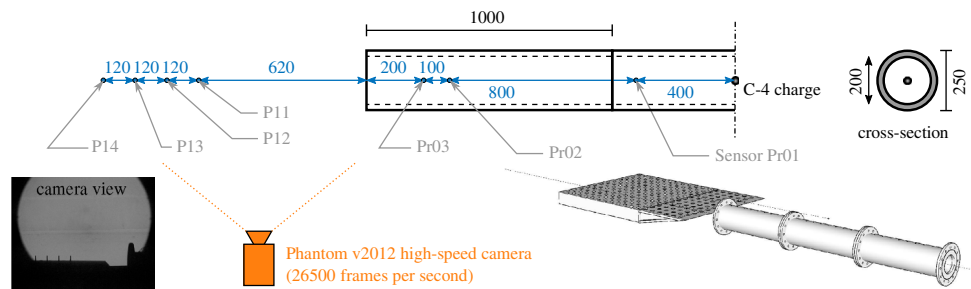 1000
120
120
120
620
200
100
800
400
C-4 charge
200
250
cross-section
P11
P12
P13
P14
Pr03
Pr02
Sensor Pr01
camera view
Phantom v2012 high-speed camera
(26500 frames per second)